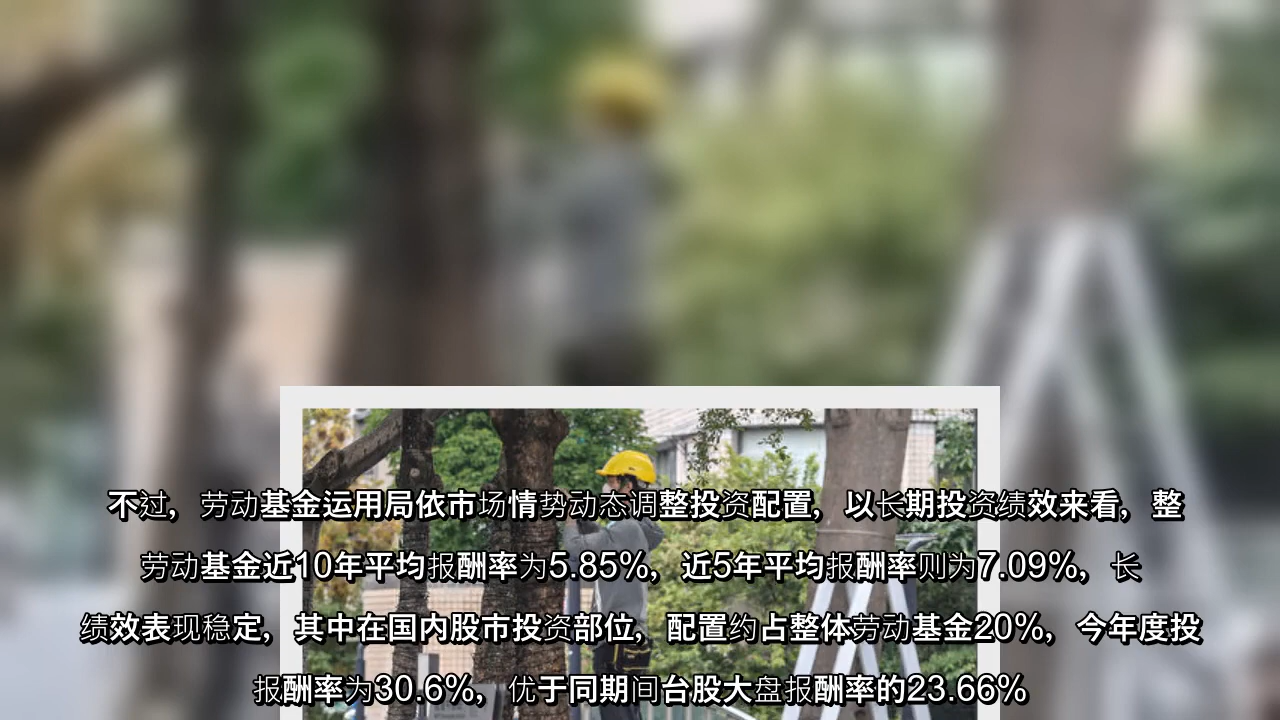 不过，劳动基金运用局依市场情势动态调整投资配置，以长期投资绩效来看，整
劳动基金近10年平均报酬率为5.85%，近5年平均报酬率则为7.09%，长
绩效表现稳定，其中在国内股市投资部位，配置约占整体劳动基金20%，今年度投
报酬率为30.6%，优于同期间台股大盘报酬率的23.66%